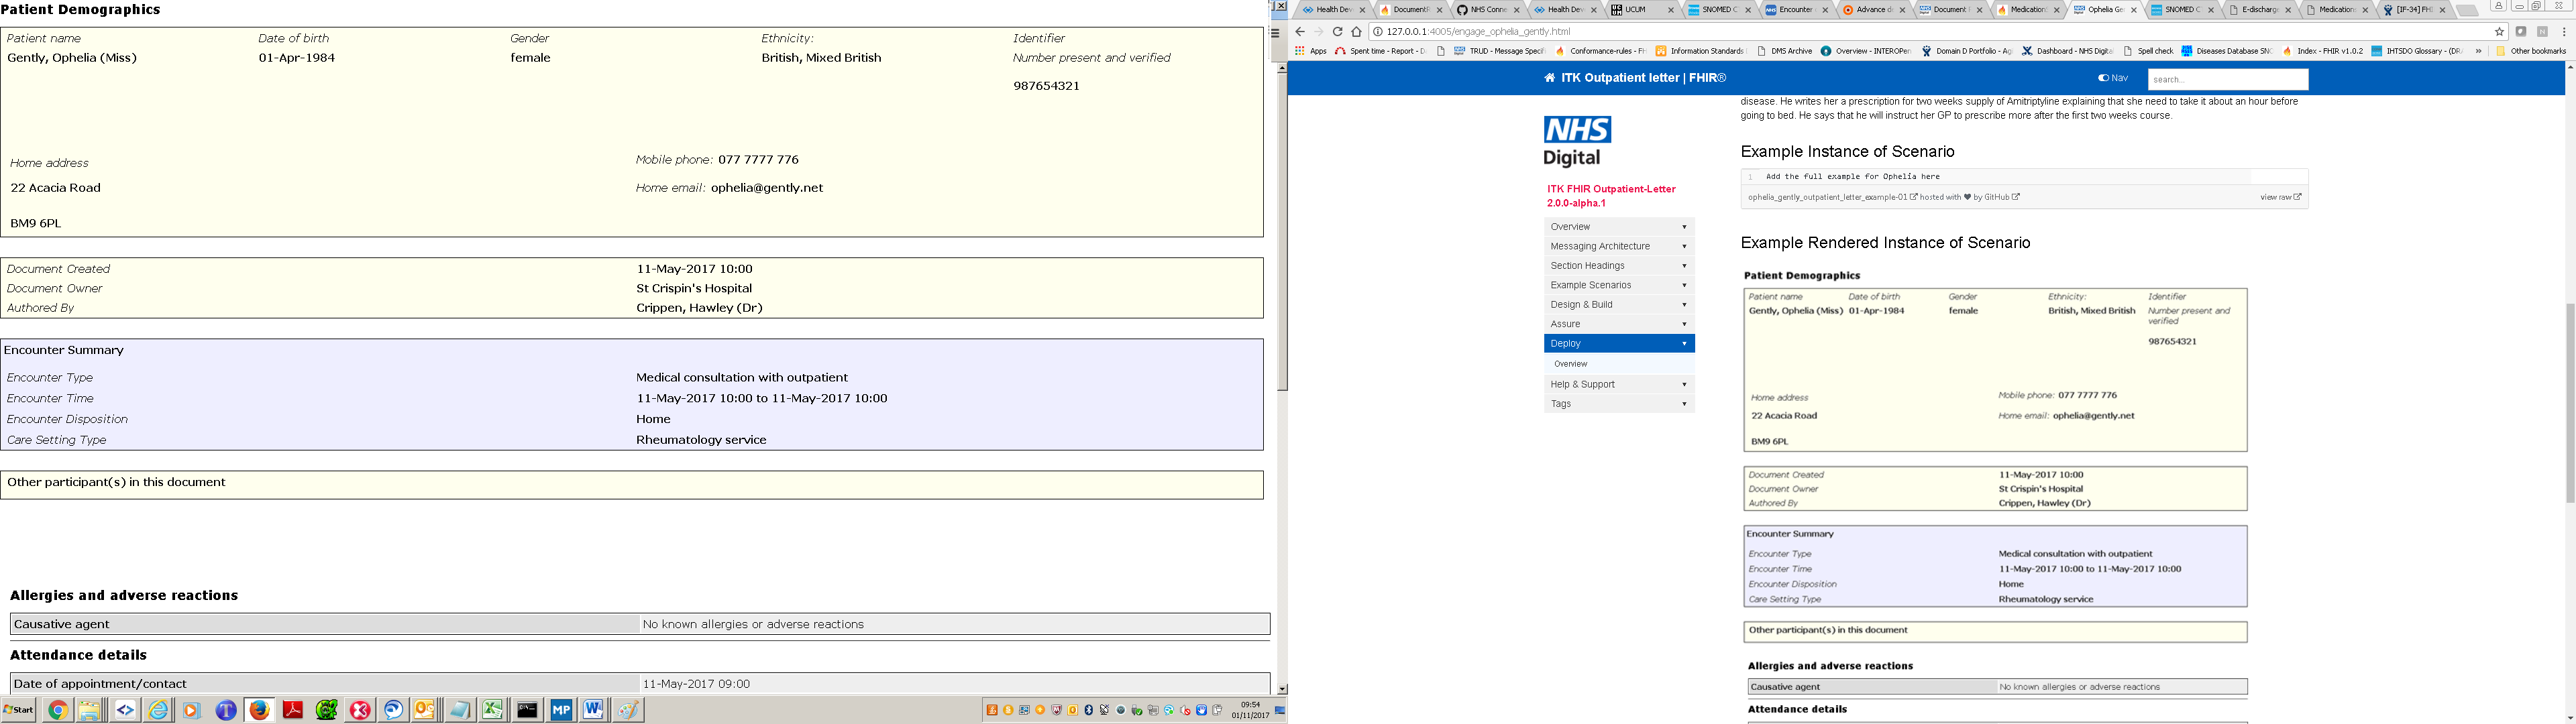 Patient Demographics
Patient name Date of birth Gender Ethnicity: Identifier
Gently, Ophelia (Miss) 01-Apr-1984 female British, Mixed British Number present and verified
987654321
Home address Mobile phone: 077 7777 776
22 Acacia Road Home email: ophelia@gently.net
BM9 6PL
Document Created 11-May-2017 10:00
Document Owner St Crispin's Hospital
Authored By Crippen, Hawley (Dr)
Encounter Summary
Encounter Type Medical consultation with outpatient
Encounter Time 11-May-2017 10:00 to 11-May-2017 10:00
Encounter Disposition Home
Care Setting Type Rheumatology service
Other participant(s) in this document
Allergies and adverse reactions
Causative agent No known allergies or adverse reactions
Attendance details
Date of appointment/contact 11-May-2017 09:00
Start
MP
09:54
01/11/2017
Health Dev DocumentR NHS Conne Health Dev UCUM SNOMED C Encounter Advance do Document Medication Ophelia Ge SNOMED C E-discharge Medication [IF-34] FHI
127.0.0.1:4005/engage_ophelia_gently.html
Apps Spent time - Report - D TRUD - Message Specif Conformance-rules - FH Information Standards DMS Archive Overview - INTEROPen Domain D Portfolio - Ag Dashboard - NHS Digital Spell check Diseases Database SNO Index - FHIR v1.0.2 IHTSDO Glossary - (DRA » Other bookmarks
ITK Outpatient letter | FHIR® Nav search...
NHS
Digital
ITK FHIR Outpatient-Letter
2.0.0-alpha.1
Overview
Messaging Architecture
Section Headings
Example Scenarios
Design & Build
Assure
Deploy
Overview
Help & Support
Tags
disease. He writes her a prescription for two weeks supply of Amitriptyline explaining that she need to take it about an hour before
going to bed. He says that he will instruct her GP to prescribe more after the first two weeks course.
Example Instance of Scenario
1 Add the full example for Ophelia here
ophelia_gently_outpatient_letter_example-01 hosted with ❤ by GitHub view raw
Example Rendered Instance of Scenario
Patient Demographics
Patient name Date of birth Gender Ethnicity: Identifier
Gently, Ophelia (Miss) 01-Apr-1984 female British, Mixed British Number present and
verified
987654321
Home address Mobile phone: 077 7777 776
22 Acacia Road Home email: ophelia@gently.net
BM9 6PL
Document Created 11-May-2017 10:00
Document Owner St Crispin's Hospital
Authored By Crippen, Hawley (Dr)
Encounter Summary
Encounter Type Medical consultation with outpatient
Encounter Time 11-May-2017 10:00 to 11-May-2017 10:00
Encounter Disposition Home
Care Setting Type Rheumatology service
Other participant(s) in this document
Allergies and adverse reactions
Causative agent No known allergies or adverse reactions
Attendance details